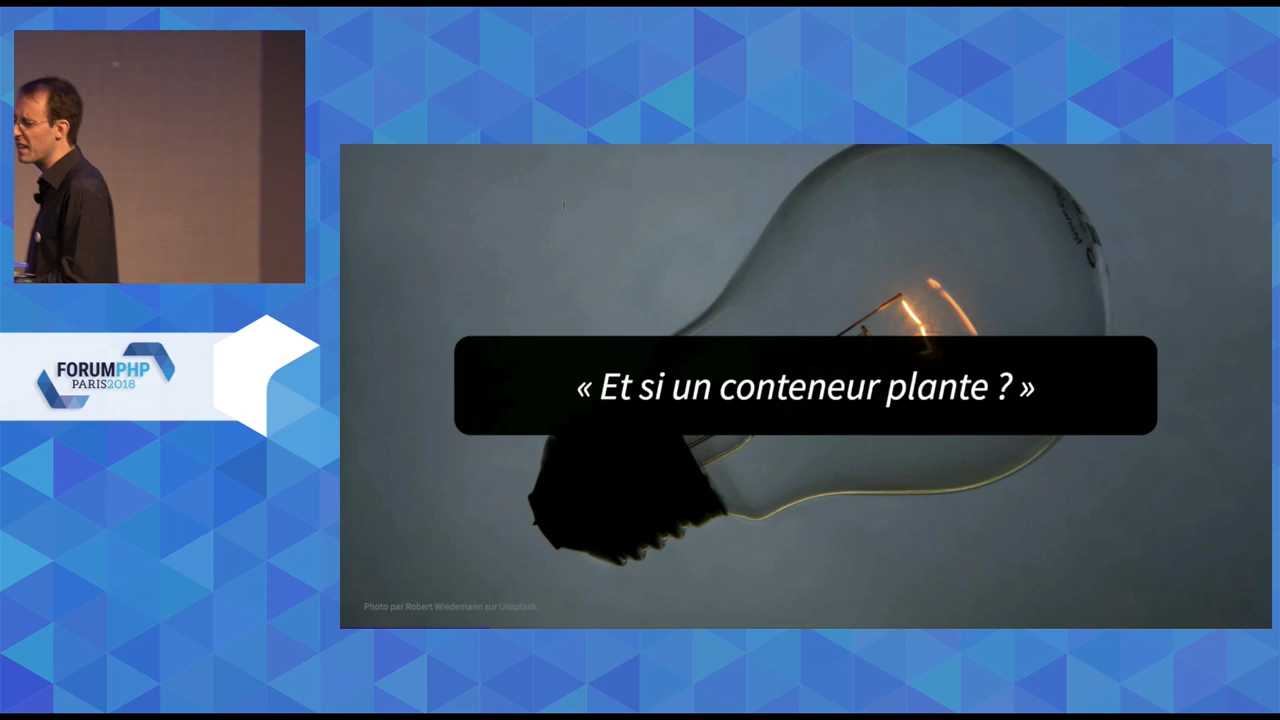 FORUMPHP
PARIS2018
« Et si un conteneur plante ? »
Photo par Robert Wiedemann sur Unsplash.